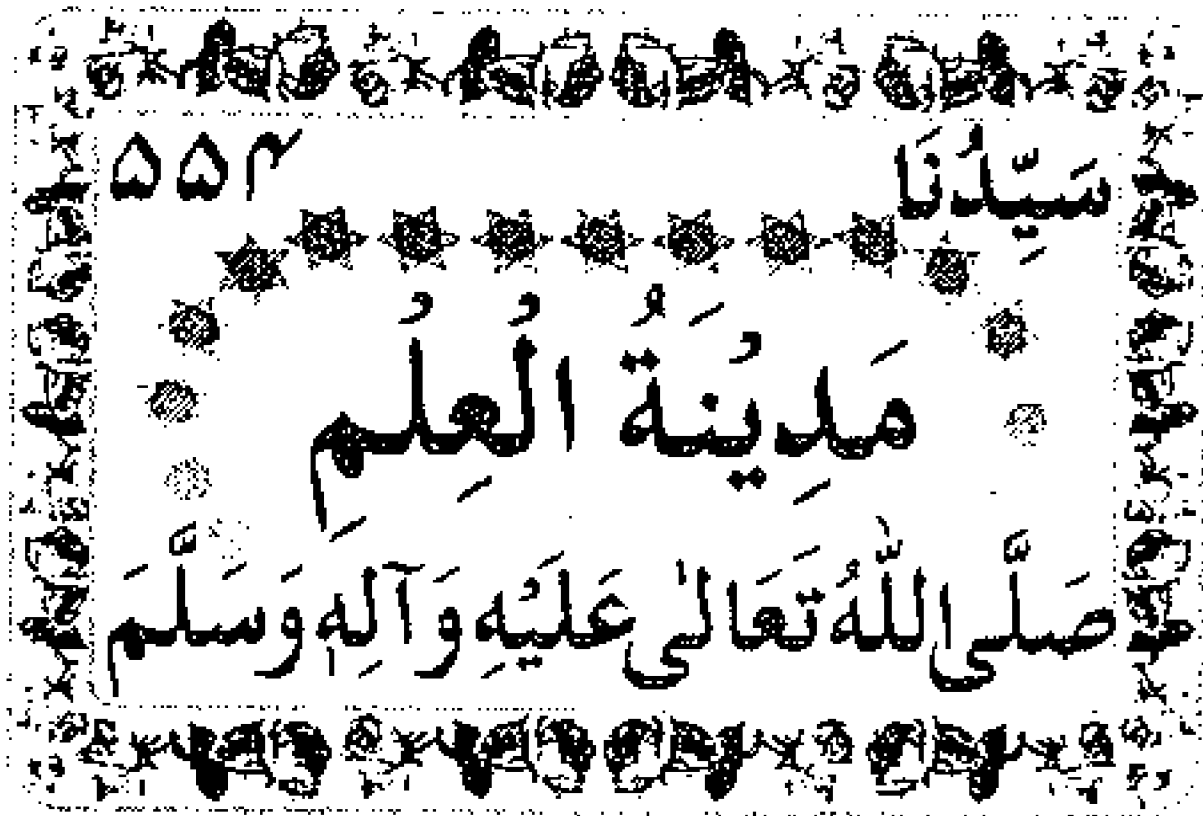 سَيِّدُنَا ۵۵۴
مَدِيْنَةُ الْعِلْمِ
صَلَّى اللّٰهُ تَعَالٰى عَلَيْهِ وَآلِهٖ وَسَلَّمَ